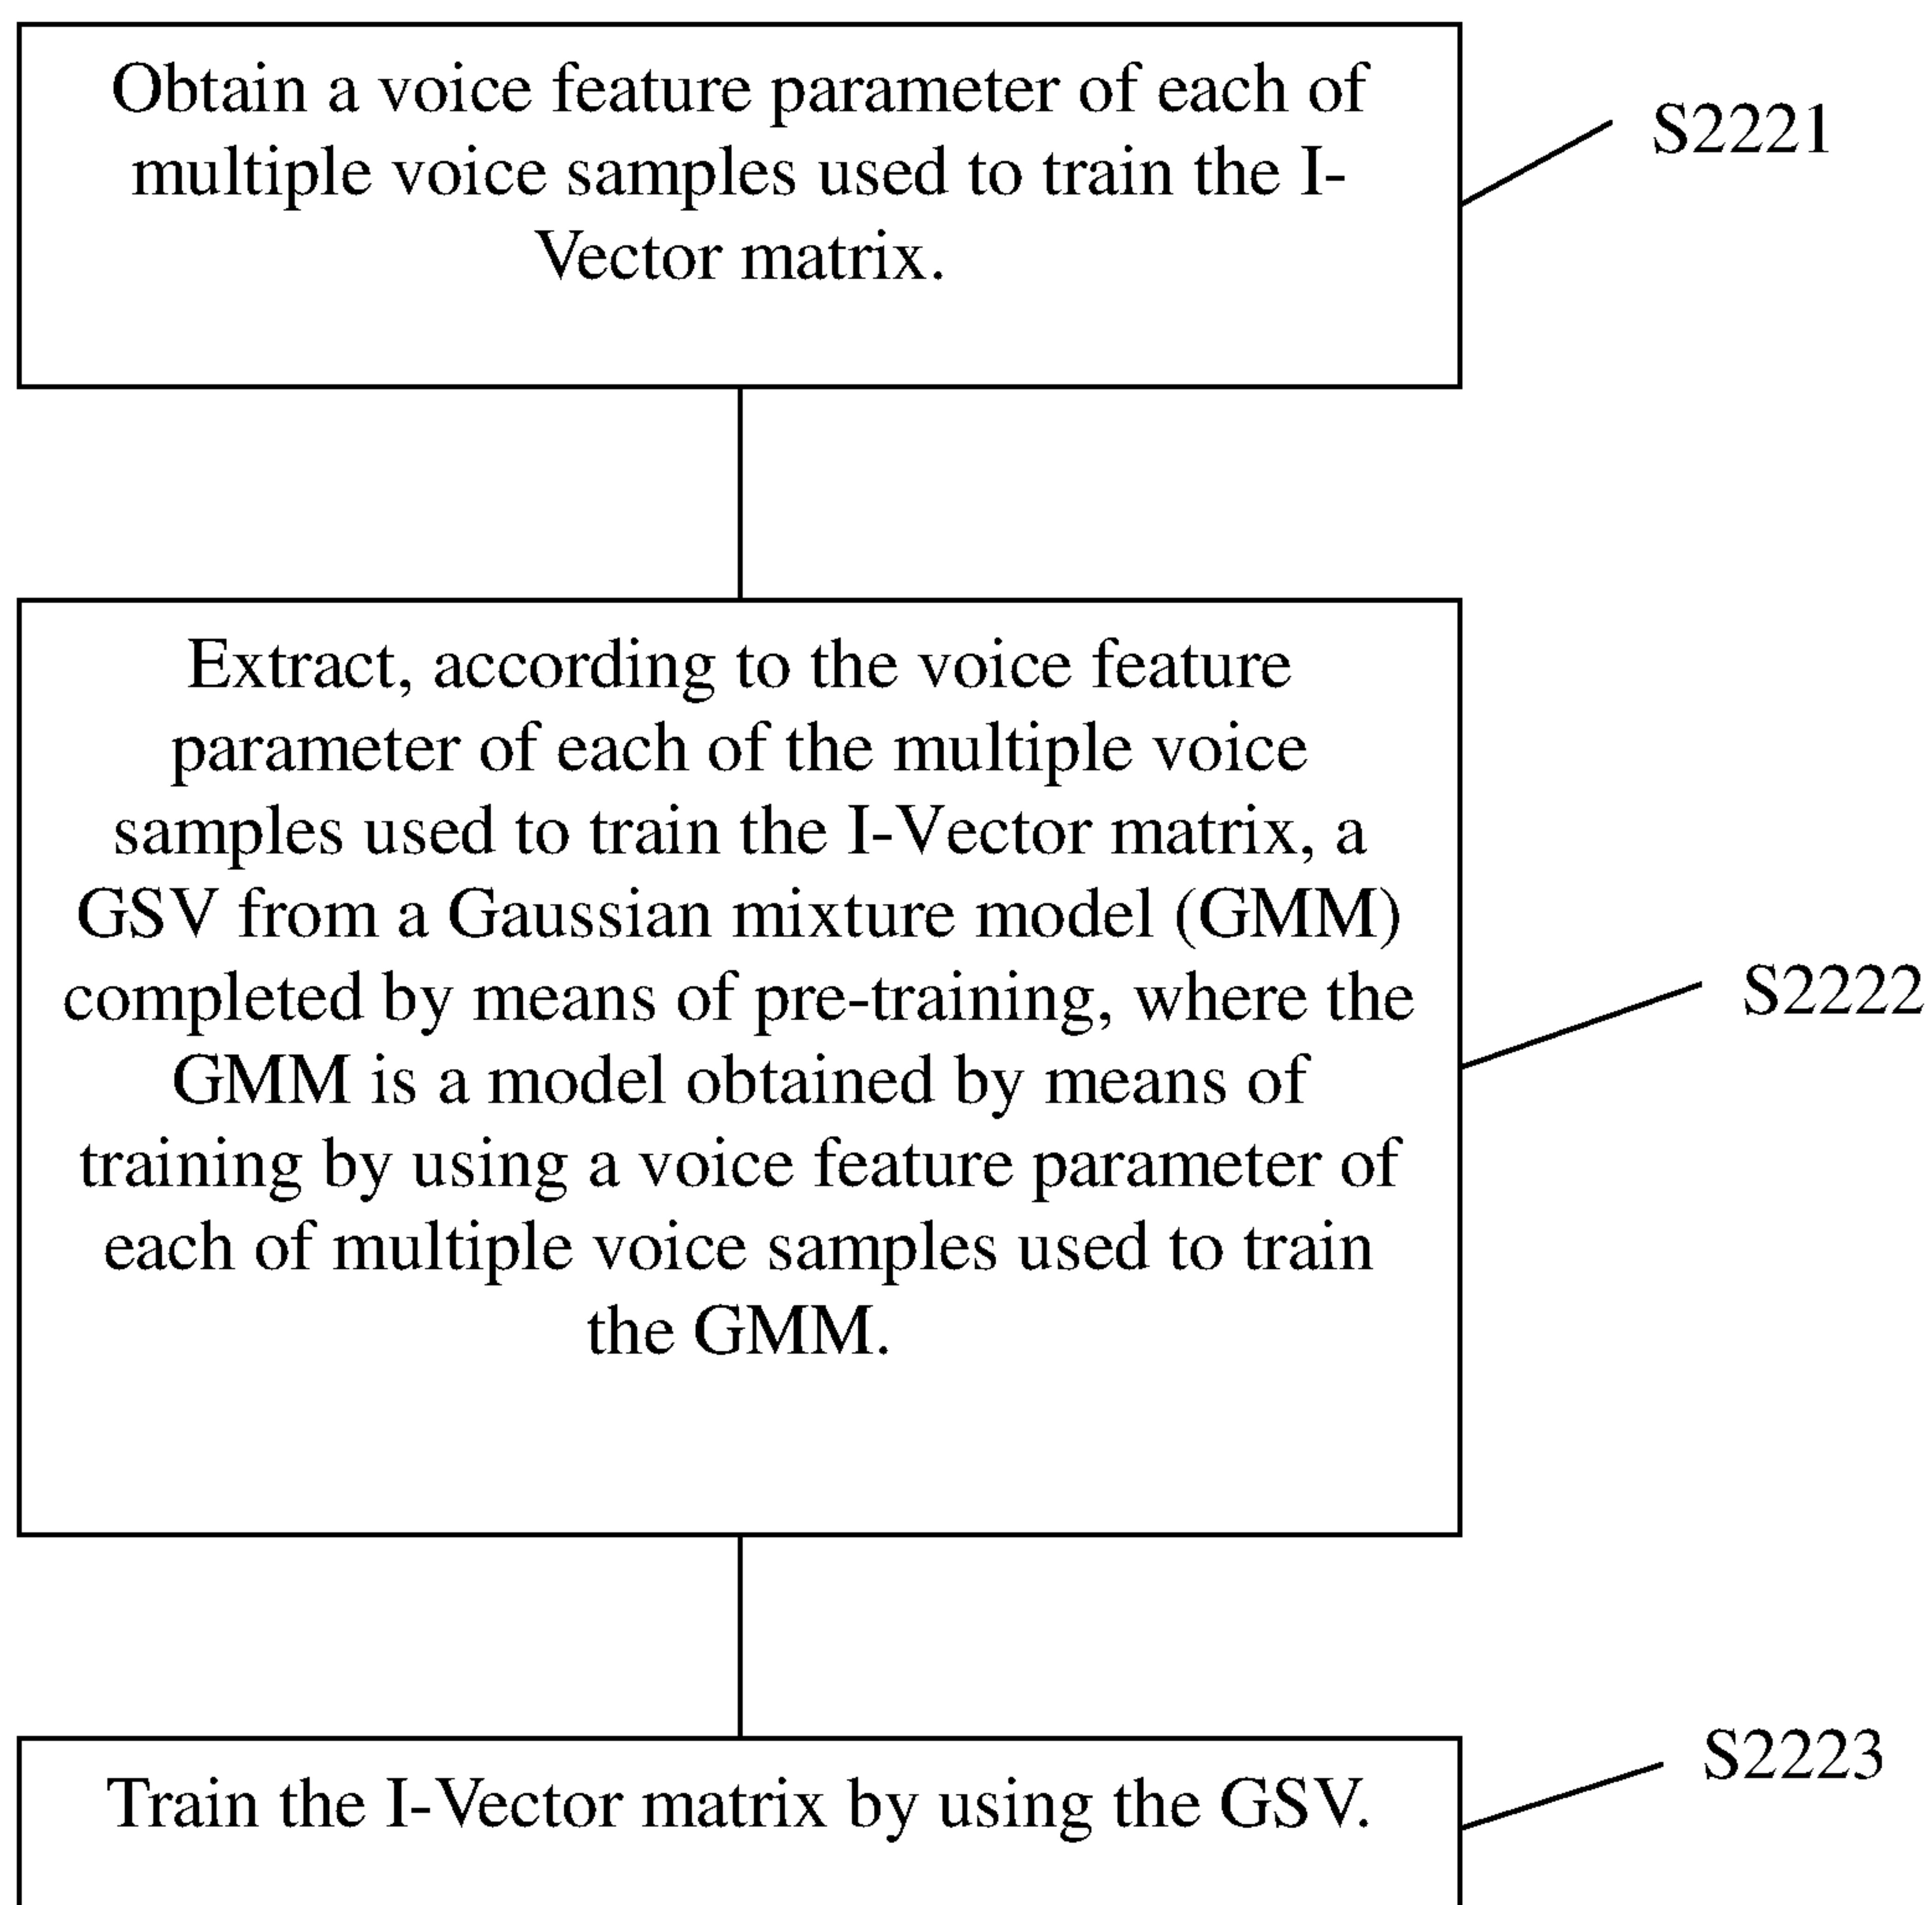 Obtain a voice feature parameter of each of
multiple voice samples used to train the I-
Vector matrix.
S2221
Extract, according to the voice feature
parameter of each of the multiple voice
samples used to train the I-Vector matrix, a
GSV from a Gaussian mixture model (GMM)
completed by means of pre-training, where the
GMM is a model obtained by means of
training by using a voice feature parameter of
each of multiple voice samples used to train
the GMM.
S2222
Train the I-Vector matrix by using the GSV.
S2223